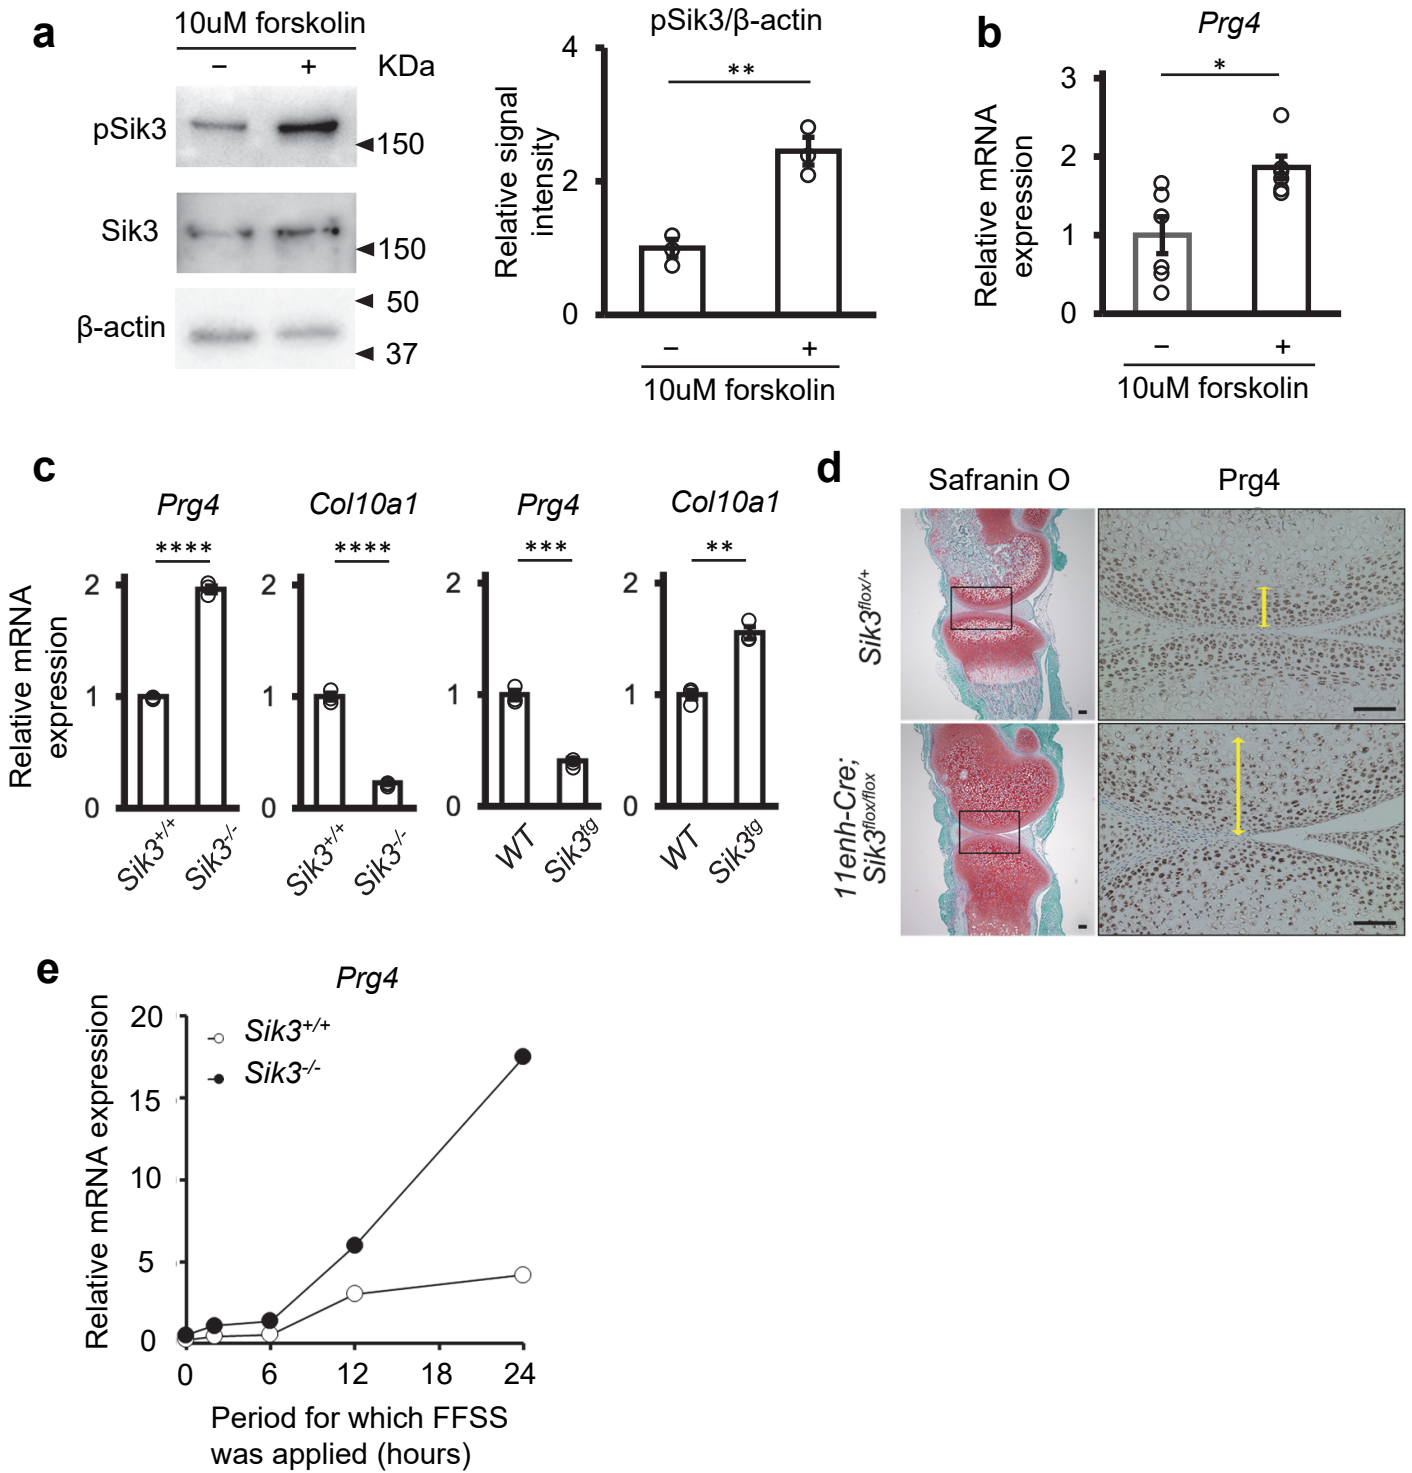 a
10uM forskolin
− +
KDa
pSik3
◄150
Sik3
◄150
β-actin
◄ 50
◄ 37
pSik3/β-actin
Relative signal
intensity
4
2
0
**
− +
10uM forskolin
b
Prg4
Relative mRNA
expression
3
2
1
0
*
− +
10uM forskolin
c
Relative mRNA
expression
Prg4
****
2
1
0
Sik3+/+
Sik3-/-
Col10a1
****
2
1
0
Sik3+/+
Sik3-/-
Prg4
***
2
1
0
WT
Sik3tg
Col10a1
**
2
1
0
WT
Sik3tg
d
Safranin O
Prg4
Sik3flox/+
11enh-Cre;
Sik3flox/flox
e
Prg4
Relative mRNA expression
20
15
10
5
0
Sik3+/+
Sik3-/-
0 6 12 18 24
Period for which FFSS
was applied (hours)